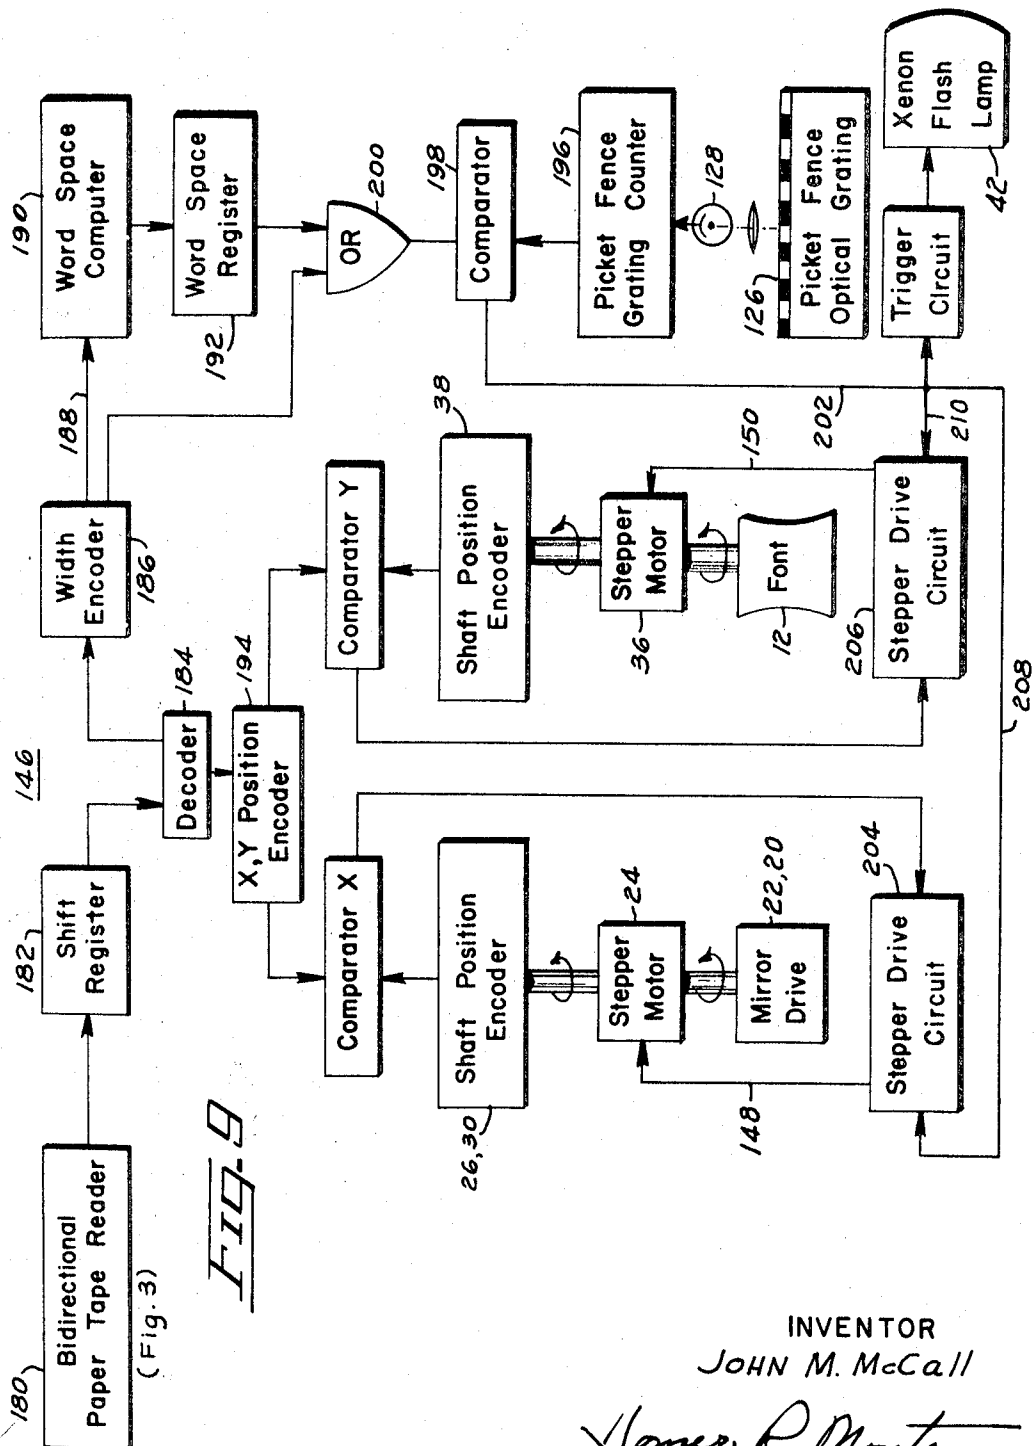 180
Bidirectional
Paper Tape Reader
(Fig. 3)
182
Shift
Register
146
Decoder
184
Width
Encoder
186
188
190
Word Space
Computer
Word Space
Register
192
OR
200
X,Y Position
Encoder
194
Comparator X
Comparator Y
Comparator
198
Shaft Position
Encoder
26,30
Shaft Position
Encoder
38
Picket Fence
Grating Counter
196
128
126
Picket Fence
Optical Grating
Stepper
Motor
24
Mirror
Drive
22,20
148
Stepper Drive
Circuit
204
Stepper
Motor
36
Font
12
150
Stepper Drive
Circuit
206
202
210
208
Trigger
Circuit
Xenon
Flash
Lamp
42
Fig-9
INVENTOR
JOHN M. McCall
Homer R.